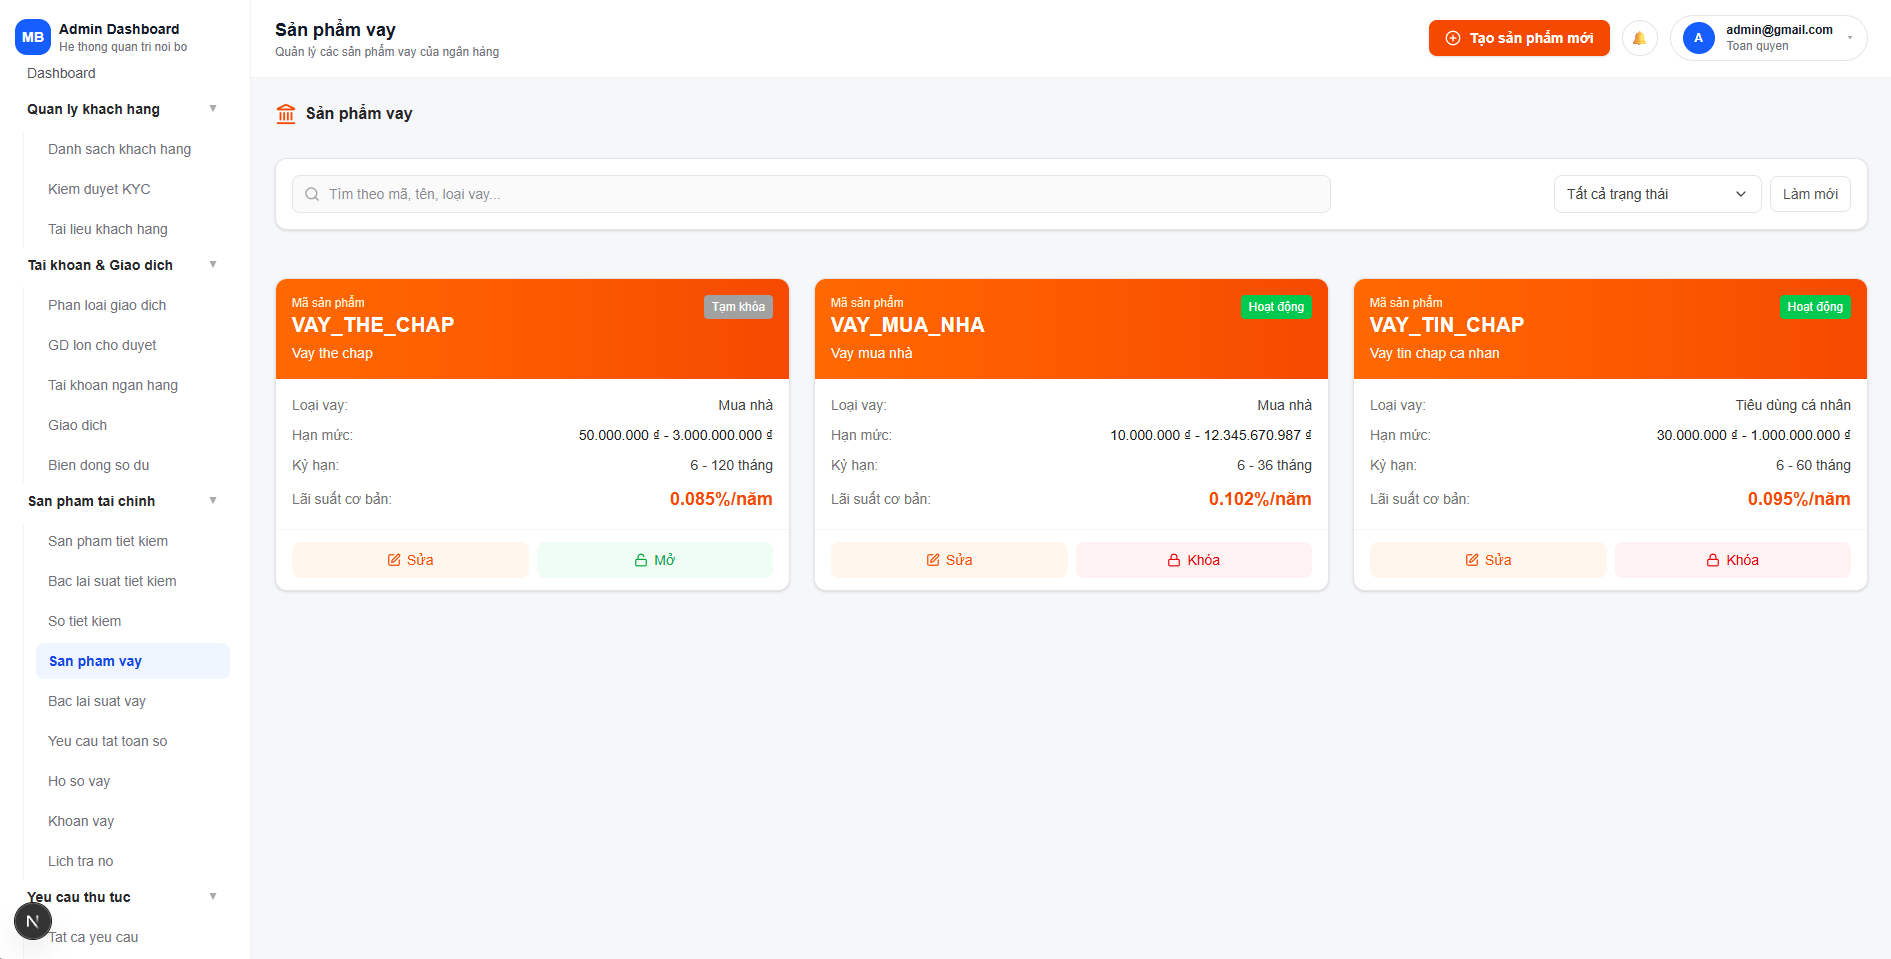 MB
Admin Dashboard
He thong quan tri noi bo
Dashboard
Quan ly khach hang
Danh sach khach hang
Kiem duyet KYC
Tai lieu khach hang
Tai khoan & Giao dich
Phan loai giao dich
GD lon cho duyet
Tai khoan ngan hang
Giao dich
Bien dong so du
San pham tai chinh
San pham tiet kiem
Bac lai suat tiet kiem
So tiet kiem
San pham vay
Bac lai suat vay
Yeu cau tat toan so
Ho so vay
Khoan vay
Lich tra no
Yeu cau thu tuc
N
Tat ca yeu cau
Sản phẩm vay
Quản lý các sản phẩm vay của ngân hàng
Tạo sản phẩm mới
A
admin@gmail.com
Toan quyen
Sản phẩm vay
Tìm theo mã, tên, loại vay...
Tất cả trạng thái
Làm mới
Mã sản phẩm
Tạm khóa
VAY_THE_CHAP
Vay the chap
Loại vay: Mua nhà
Hạn mức: 50.000.000 ₫ - 3.000.000.000 ₫
Kỳ hạn: 6 - 120 tháng
Lãi suất cơ bản: 0.085%/năm
Sửa
Mở
Mã sản phẩm
Hoạt động
VAY_MUA_NHA
Vay mua nhà
Loại vay: Mua nhà
Hạn mức: 10.000.000 ₫ - 12.345.670.987 ₫
Kỳ hạn: 6 - 36 tháng
Lãi suất cơ bản: 0.102%/năm
Sửa
Khóa
Mã sản phẩm
Hoạt động
VAY_TIN_CHAP
Vay tin chap ca nhan
Loại vay: Tiêu dùng cá nhân
Hạn mức: 30.000.000 ₫ - 1.000.000.000 ₫
Kỳ hạn: 6 - 60 tháng
Lãi suất cơ bản: 0.095%/năm
Sửa
Khóa